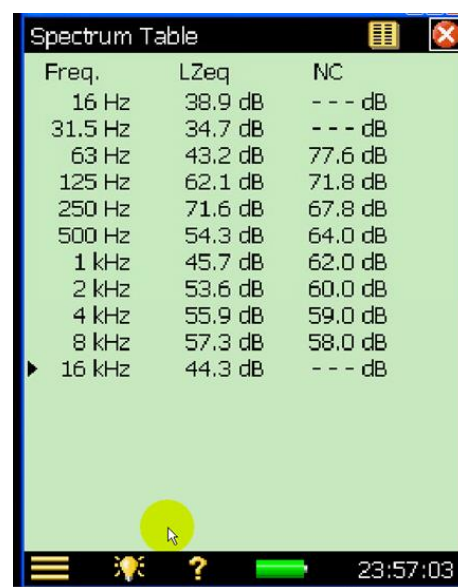 Spectrum Table
Freq. LZeq NC
16 Hz 38.9 dB - - - dB
31.5 Hz 34.7 dB - - - dB
63 Hz 43.2 dB 77.6 dB
125 Hz 62.1 dB 71.8 dB
250 Hz 71.6 dB 67.8 dB
500 Hz 54.3 dB 64.0 dB
1 kHz 45.7 dB 62.0 dB
2 kHz 53.6 dB 60.0 dB
4 kHz 55.9 dB 59.0 dB
8 kHz 57.3 dB 58.0 dB
16 kHz 44.3 dB - - - dB
? 23:57:03